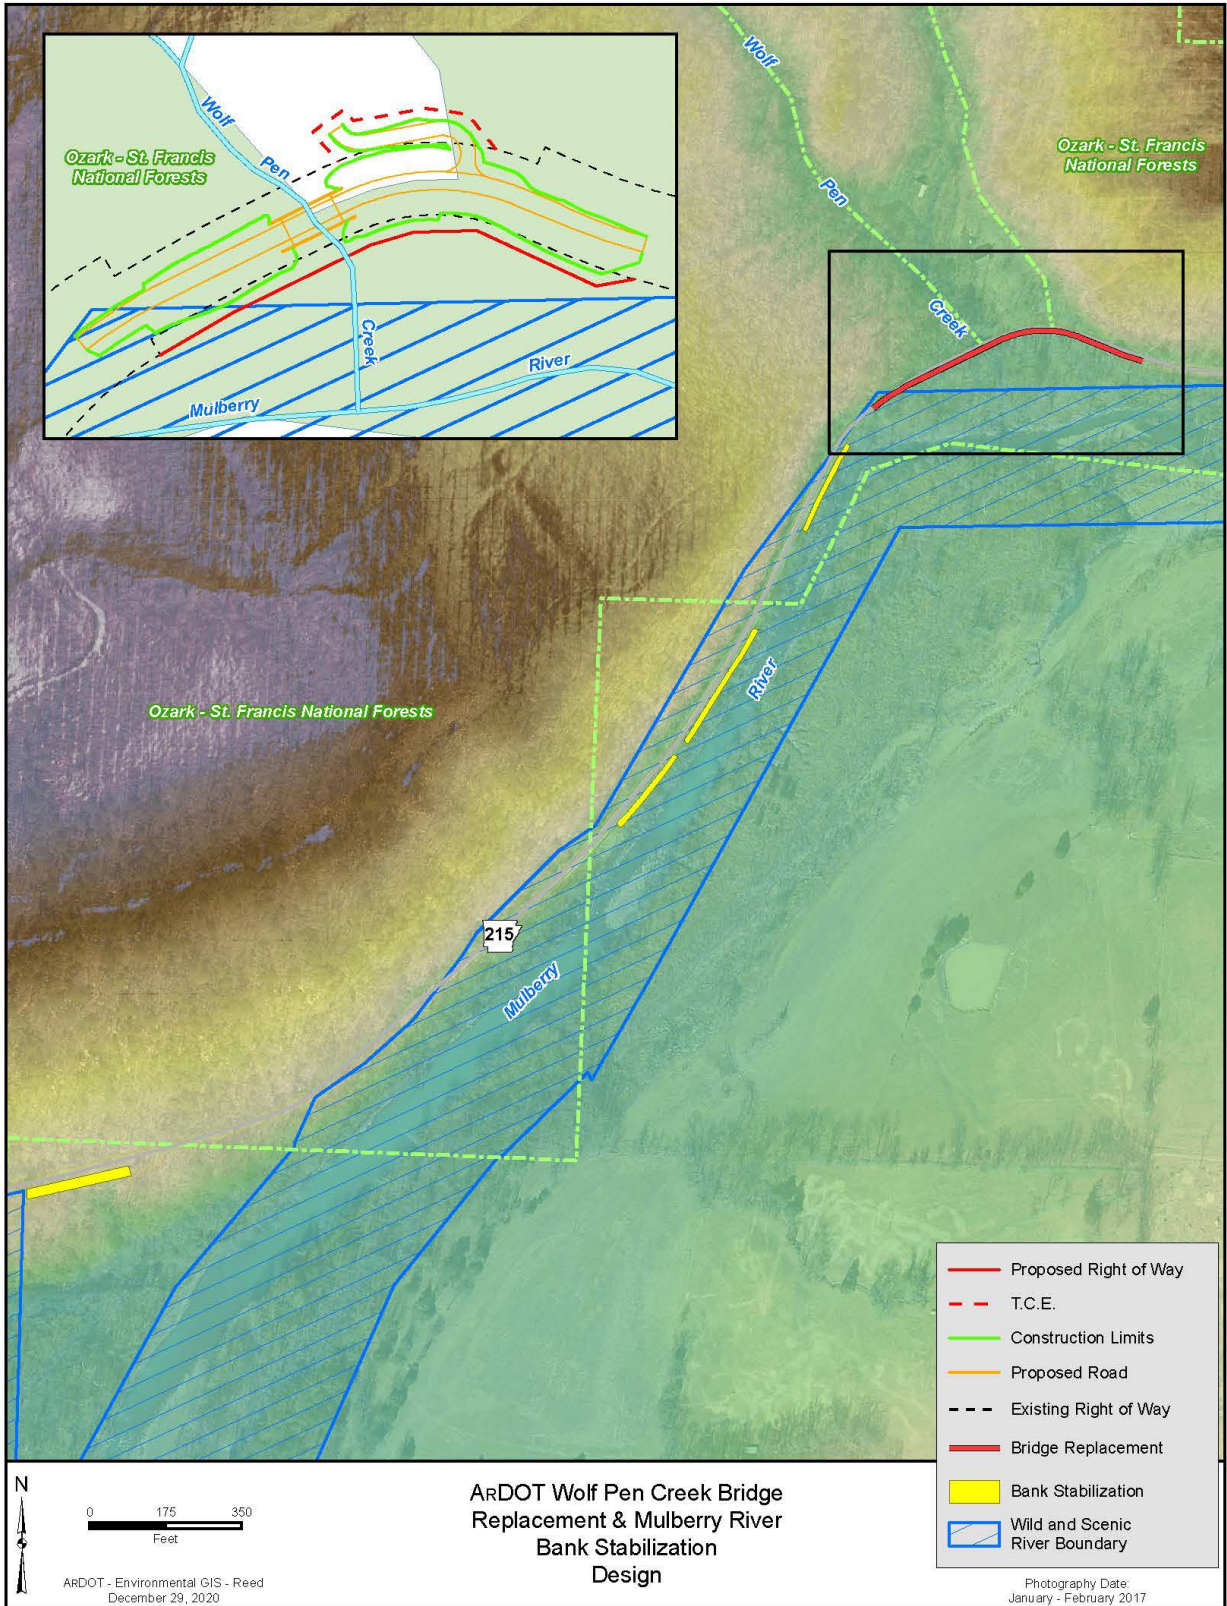 Wolf
Pen
Creek
Ozark - St. Francis
National Forests
Mulberry
River
Wolf
Pen
Creek
Ozark - St. Francis
National Forests
River
Ozark - St. Francis National Forests
215
Mulberry
Proposed Right of Way
T.C.E.
Construction Limits
Proposed Road
Existing Right of Way
Bridge Replacement
Bank Stabilization
Wild and Scenic
River Boundary
N
0 175 350
Feet
ARDOT - Environmental GIS - Reed
December 29, 2020
ARDOT Wolf Pen Creek Bridge
Replacement & Mulberry River
Bank Stabilization
Design
Photography Date:
January - February 2017